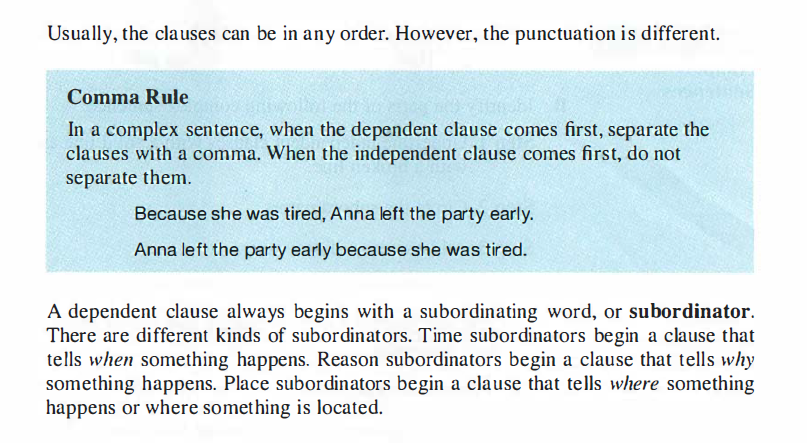 Usually, the clauses can be in any order. However, the punctuation is different.
Comma Rule
In a complex sentence, when the dependent clause comes first, separate the
clauses with a comma. When the independent clause comes first, do not
separate them.
Because she was tired, Anna left the party early.
Anna left the party early because she was tired.
A dependent clause always begins with a subordinating word, or subordinator.
There are different kinds of subordinators. Time subordinators begin a clause that
tells when something happens. Reason subordinators begin a clause that tells why
something happens. Place subordinators begin a clause that tells where something
happens or where something is located.